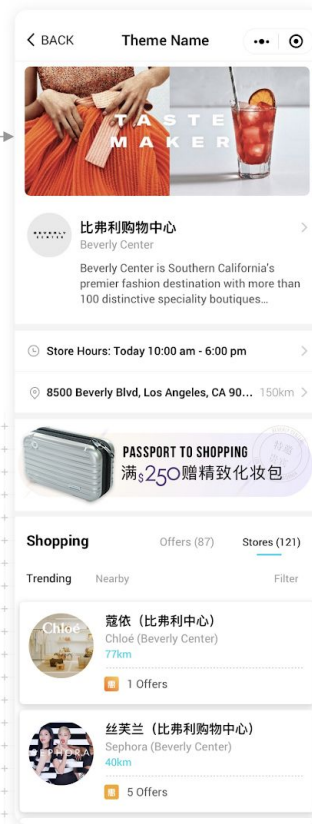 BACK
Theme Name
TASTE
MAKER
BEVERLY
CENTER
比弗利购物中心
Beverly Center
Beverly Center is Southern California's
premier fashion destination with more than
100 distinctive speciality boutiques...
Store Hours: Today 10:00 am - 6:00 pm
8500 Beverly Blvd, Los Angeles, CA 90... 150km
PASSPORT TO SHOPPING
满$250赠精致化妆包
Shopping
Offers (87)
Stores (121)
Trending
Nearby
Filter
Chloé
蔻依（比弗利中心）
Chloé (Beverly Center)
77km
1 Offers
SEPHORA
丝芙兰（比弗利购物中心）
Sephora (Beverly Center)
40km
5 Offers